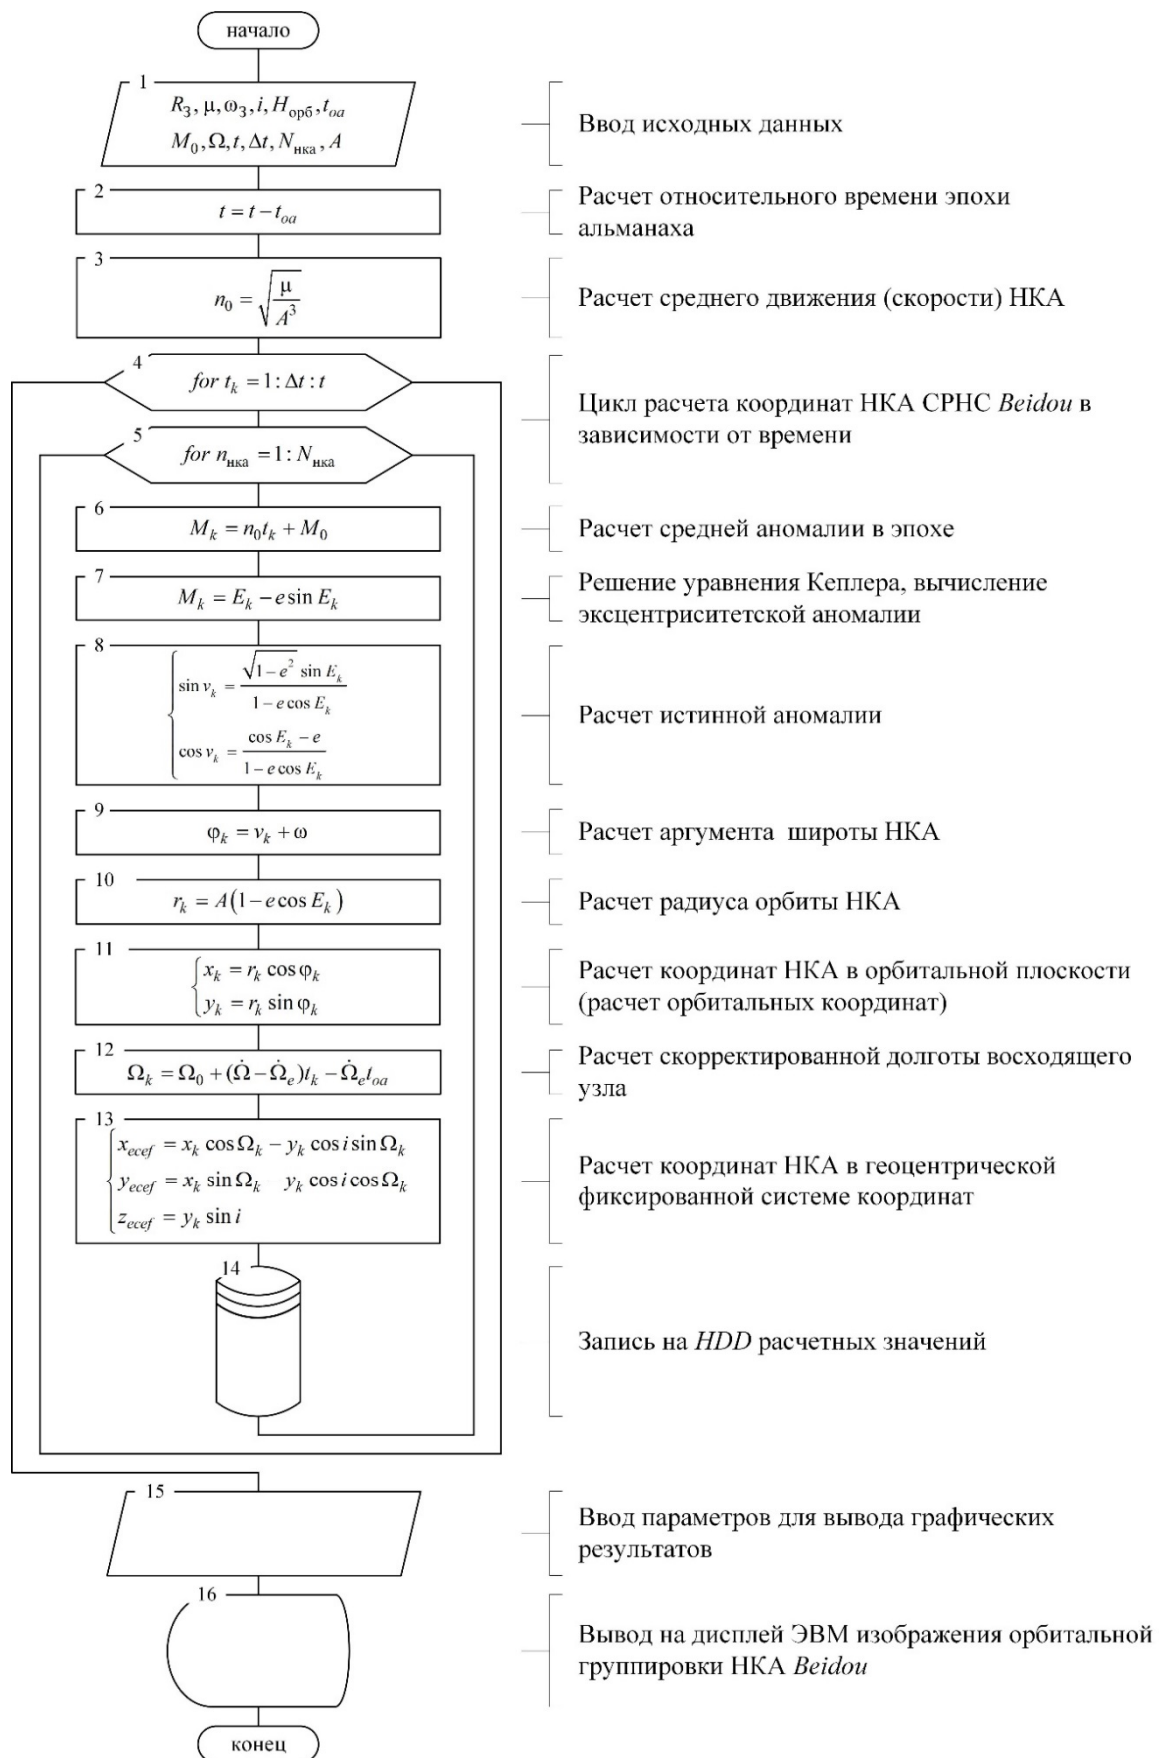 начало
1
R_З, μ, ω_З, i, H_орб, t_oa
M_0, Ω, t, Δt, N_нка, A
Ввод исходных данных
2
t = t − t_oa
Расчет относительного времени эпохи
альманаха
3
n_0 = √(μ / A^3)
Расчет среднего движения (скорости) НКА
4
for t_k = 1 : Δt : t
Цикл расчета координат НКА СРНС Beidou в
зависимости от времени
5
for n_нка = 1 : N_нка
6
M_k = n_0 t_k + M_0
Расчет средней аномалии в эпохе
7
M_k = E_k − e sin E_k
Решение уравнения Кеплера, вычисление
эксцентриситетской аномалии
8
sin v_k = √(1 − e^2) sin E_k / (1 − e cos E_k)
cos v_k = (cos E_k − e) / (1 − e cos E_k)
Расчет истинной аномалии
9
φ_k = v_k + ω
Расчет аргумента широты НКА
10
r_k = A(1 − e cos E_k)
Расчет радиуса орбиты НКА
11
x_k = r_k cos φ_k
y_k = r_k sin φ_k
Расчет координат НКА в орбитальной плоскости
(расчет орбитальных координат)
12
Ω_k = Ω_0 + (Ω̇ − Ω̇_e)t_k − Ω̇_e t_oa
Расчет скорректированной долготы восходящего
узла
13
x_ecef = x_k cos Ω_k − y_k cos i sin Ω_k
y_ecef = x_k sin Ω_k   y_k cos i cos Ω_k
z_ecef = y_k sin i
Расчет координат НКА в геоцентрической
фиксированной системе координат
14
Запись на HDD расчетных значений
15
Ввод параметров для вывода графических
результатов
16
Вывод на дисплей ЭВМ изображения орбитальной
группировки НКА Beidou
конец